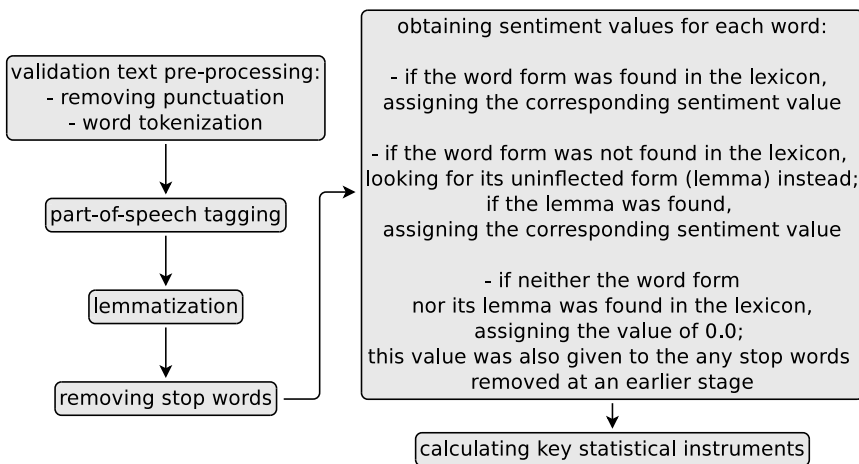 validation text pre-processing:
- removing punctuation
- word tokenization
part-of-speech tagging
lemmatization
removing stop words
obtaining sentiment values for each word:
- if the word form was found in the lexicon,
assigning the corresponding sentiment value
- if the word form was not found in the lexicon,
looking for its uninflected form (lemma) instead;
if the lemma was found,
assigning the corresponding sentiment value
- if neither the word form
nor its lemma was found in the lexicon,
assigning the value of 0.0;
this value was also given to the any stop words
removed at an earlier stage
calculating key statistical instruments